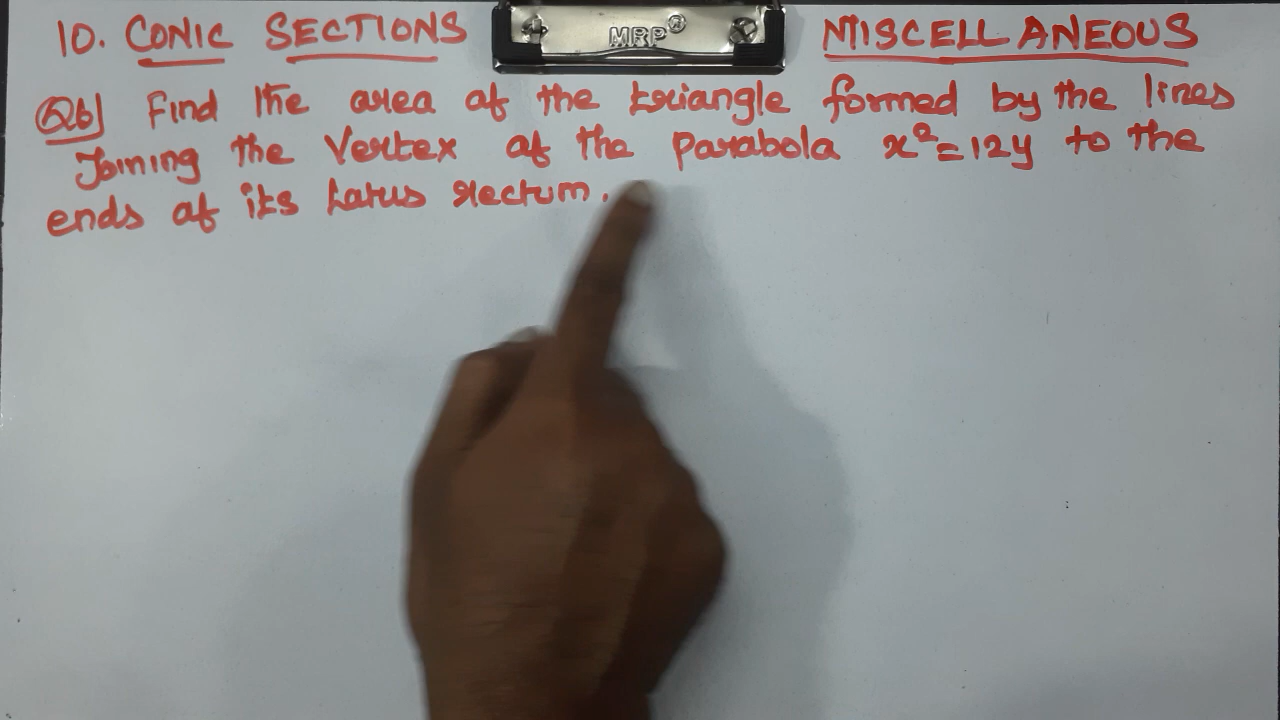 10. CONIC SECTIONS MRP® MISCELLANEOUS
Q6) Find the area of the triangle formed by the lines
Joining the Vertex of the parabola x²=12y to the
ends of its Latus rectum.